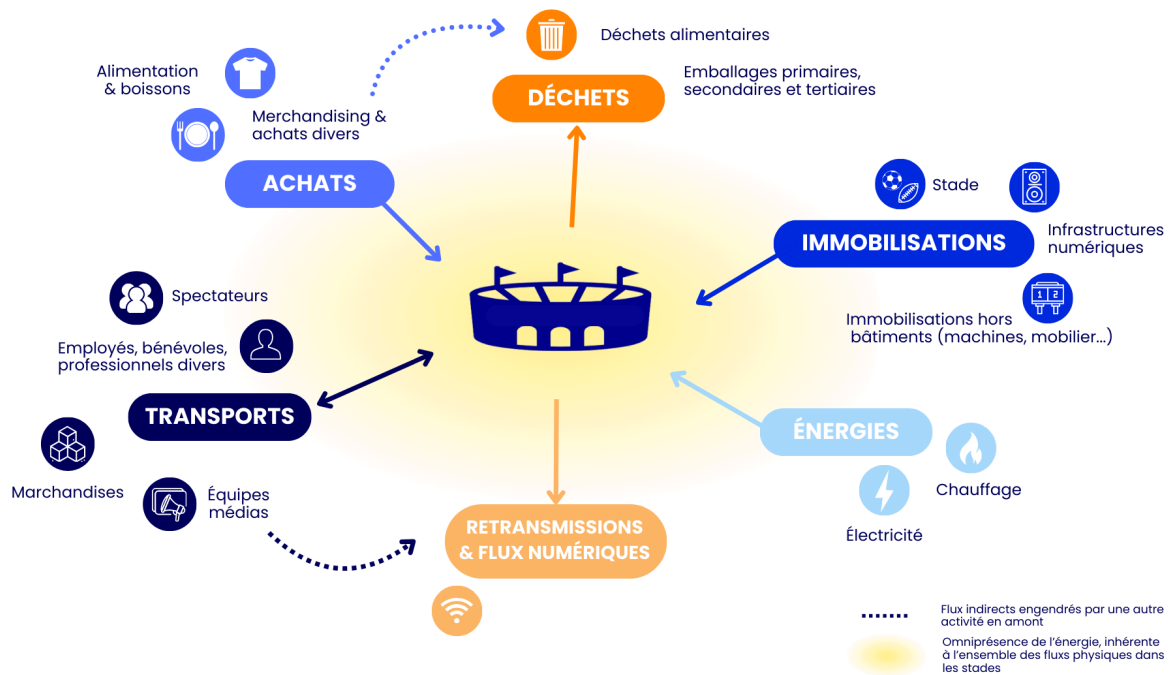 Déchets alimentaires
Alimentation
& boissons
Emballages primaires,
secondaires et tertiaires
DÉCHETS
Merchandising &
achats divers
ACHATS
Stade
IMMOBILISATIONS
Infrastructures
numériques
Spectateurs
1 2
Immobilisations hors
bâtiments (machines, mobilier...)
Employés, bénévoles,
professionnels divers
TRANSPORTS
ÉNERGIES
Marchandises
Équipes
médias
Chauffage
Électricité
RETRANSMISSIONS
& FLUX NUMÉRIQUES
Flux indirects engendrés par une autre
activité en amont
Omniprésence de l'énergie, inhérente
à l'ensemble des flux physiques dans
les stades